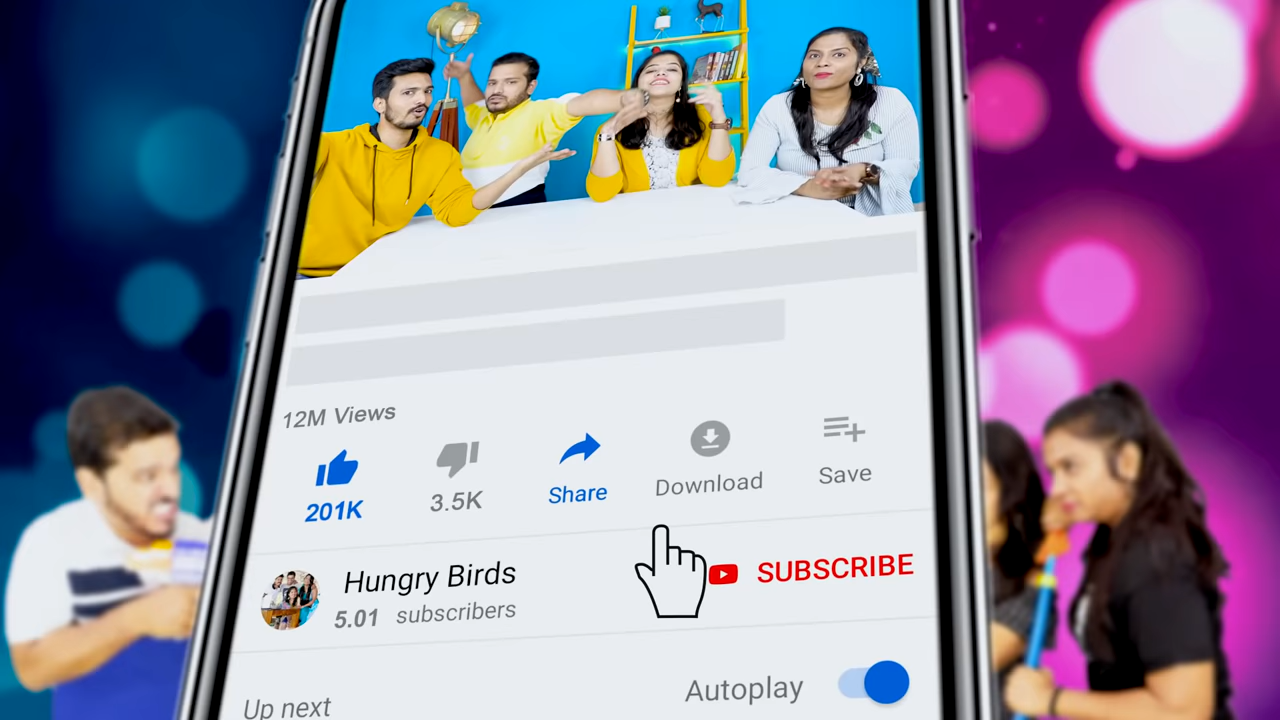 12M Views
201K
3.5K
Share
Download
Save
Hungry Birds
5.01 subscribers
SUBSCRIBE
Up next
Autoplay